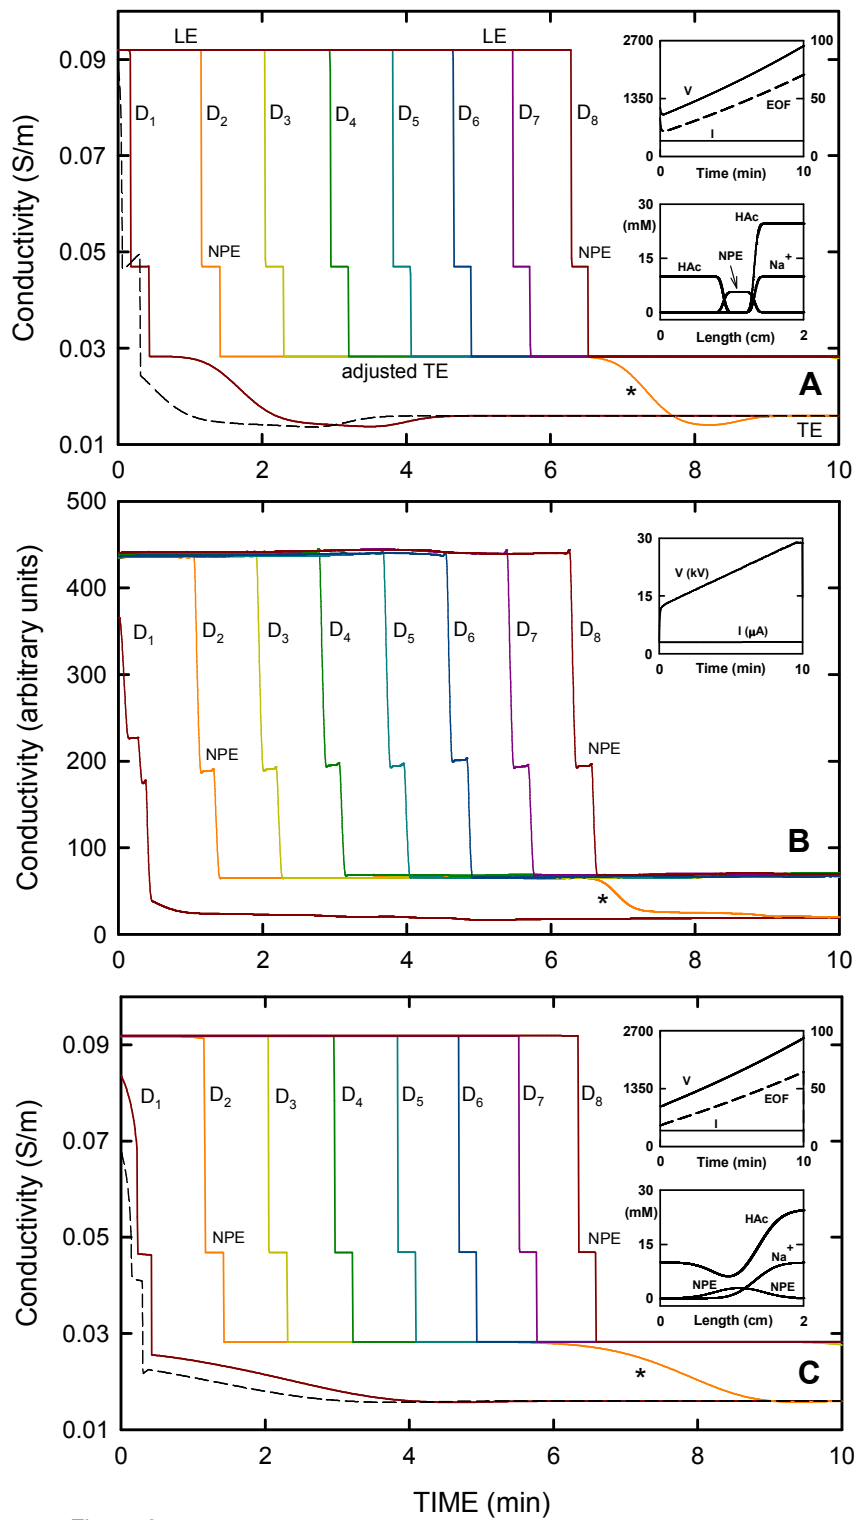 LE LE
0.09
0.07
0.05
0.03
0.01
Conductivity (S/m)
D1 D2 D3 D4 D5 D6 D7 D8
NPE NPE
adjusted TE
*
A
TE
0 2 4 6 8 10
2700 100
1350 50
0 0
V
EOF
I
0 10
Time (min)
30
(mM)
15
0
HAc
NPE
HAc Na+
0 2
Length (cm)
500
400
300
200
100
0
Conductivity (arbitrary units)
D1 D2 D3 D4 D5 D6 D7 D8
NPE NPE
B
*
0 2 4 6 8 10
30
15
0
V (kV)
I (µA)
0 10
Time (min)
0.09
0.07
0.05
0.03
0.01
Conductivity (S/m)
D1 D2 D3 D4 D5 D6 D7 D8
NPE NPE
*
C
0 2 4 6 8 10
TIME (min)
2700 100
1350 50
0 0
V
EOF
I
0 10
Time (min)
30
(mM)
15
0
HAc
Na+
NPE NPE
0 2
Length (cm)